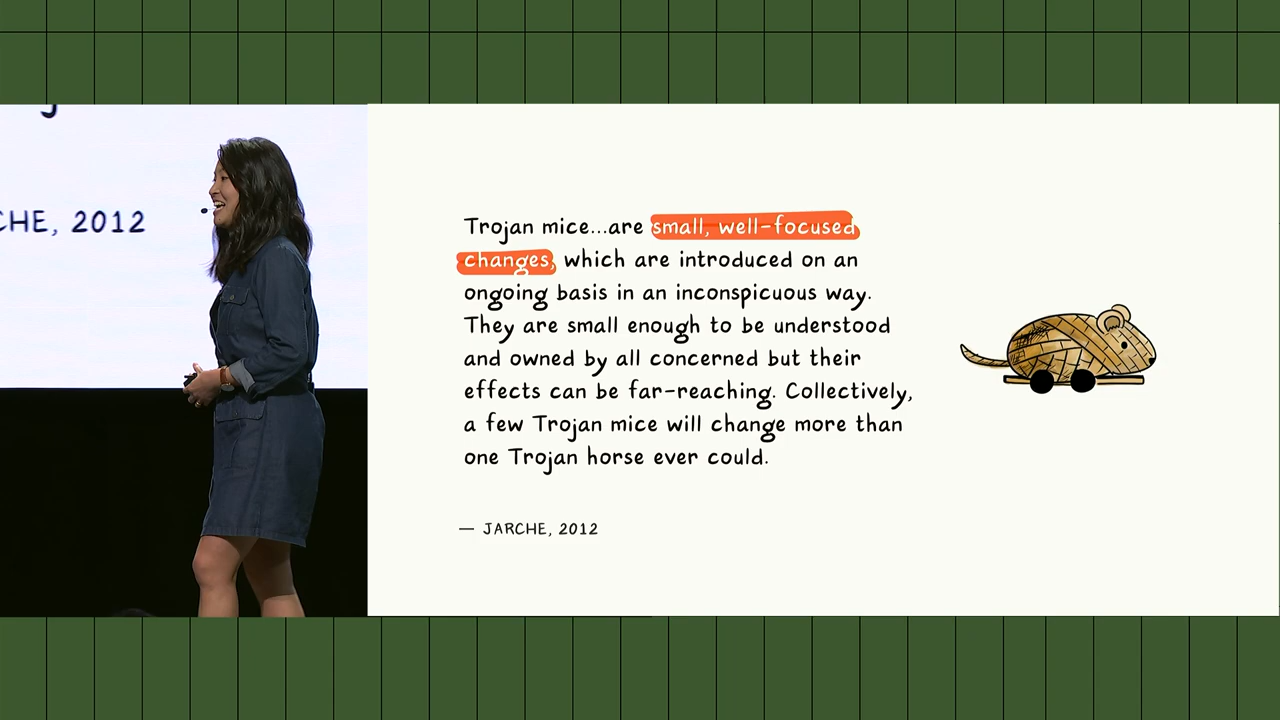 J
CHE, 2012
Trojan mice...are small, well-focused
changes, which are introduced on an
ongoing basis in an inconspicuous way.
They are small enough to be understood
and owned by all concerned but their
effects can be far-reaching. Collectively,
a few Trojan mice will change more than
one Trojan horse ever could.
— JARCHE, 2012